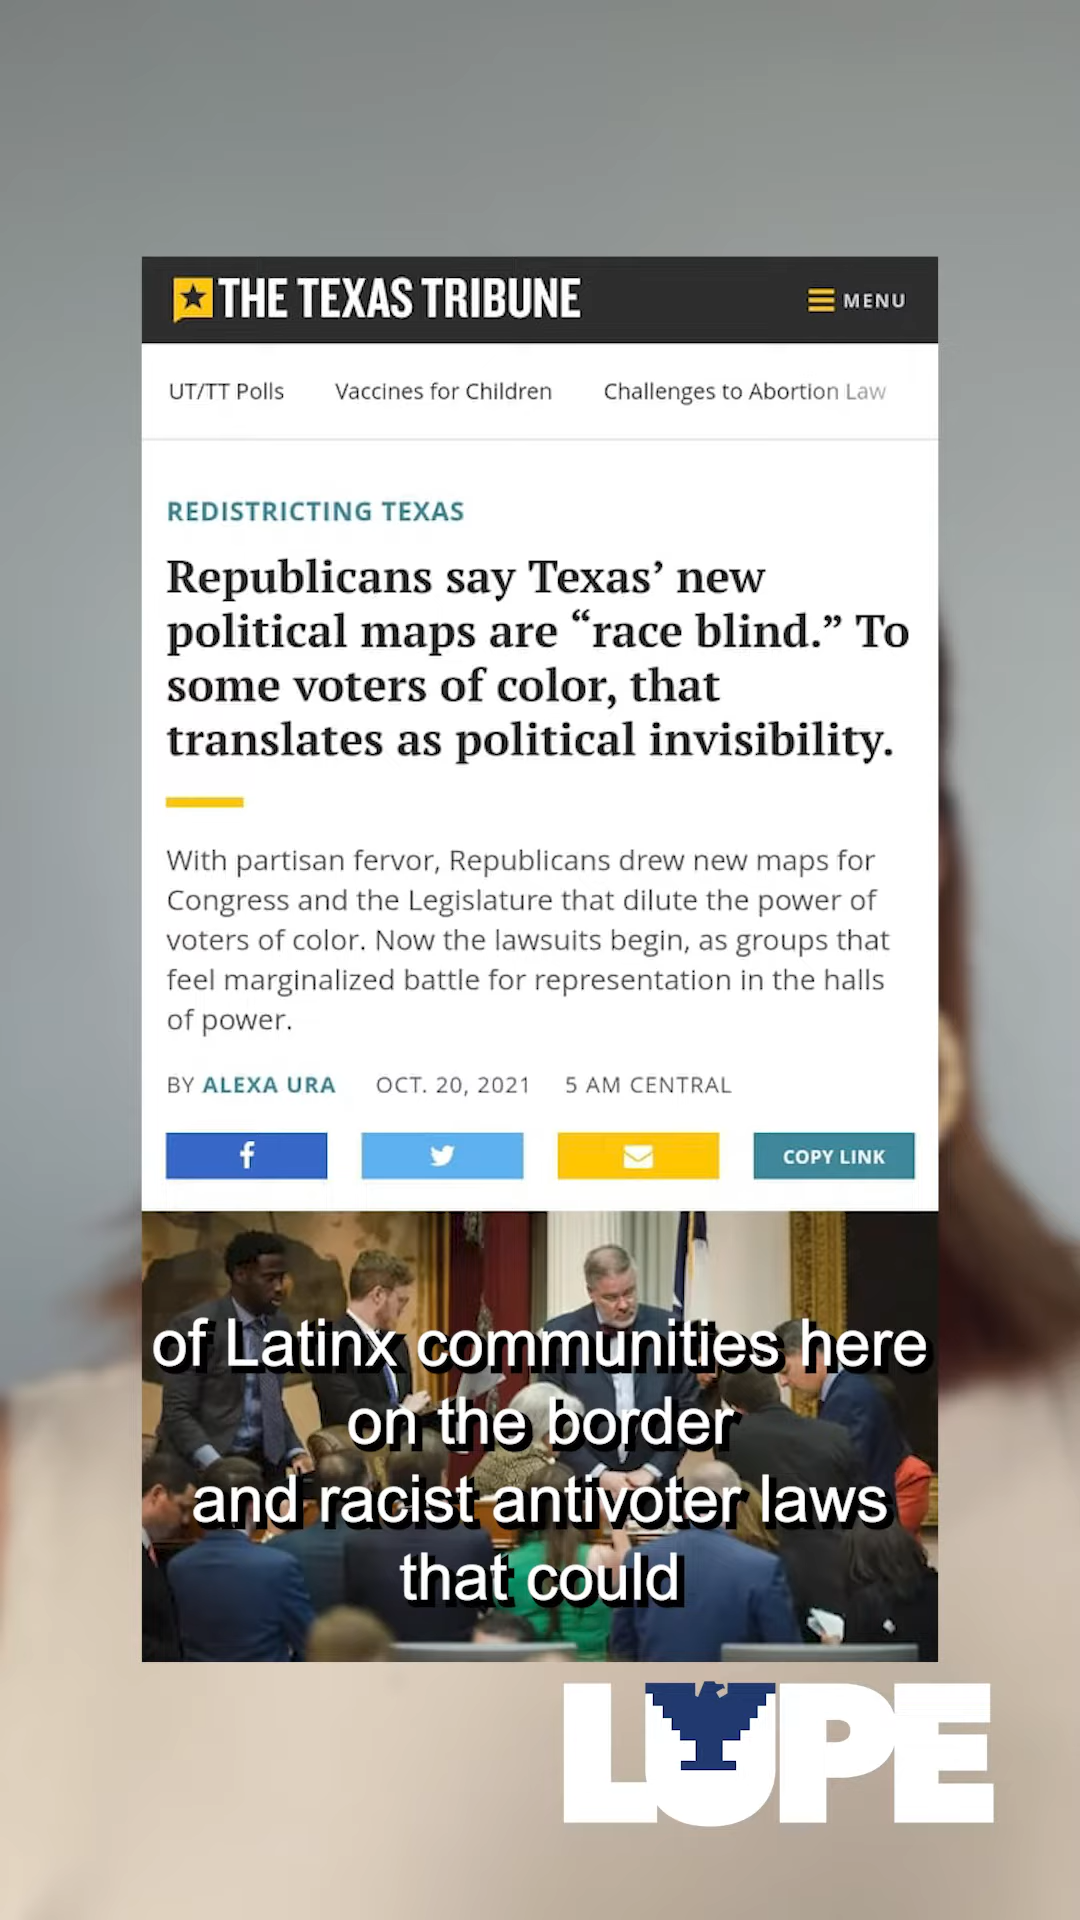 THE TEXAS TRIBUNE
MENU
UT/TT Polls Vaccines for Children Challenges to Abortion Law
REDISTRICTING TEXAS
Republicans say Texas’ new
political maps are “race blind.” To
some voters of color, that
translates as political invisibility.
With partisan fervor, Republicans drew new maps for
Congress and the Legislature that dilute the power of
voters of color. Now the lawsuits begin, as groups that
feel marginalized battle for representation in the halls
of power.
BY ALEXA URA OCT. 20, 2021 5 AM CENTRAL
f
COPY LINK
of Latinx communities here
on the border
and racist antivoter laws
that could
LUPE